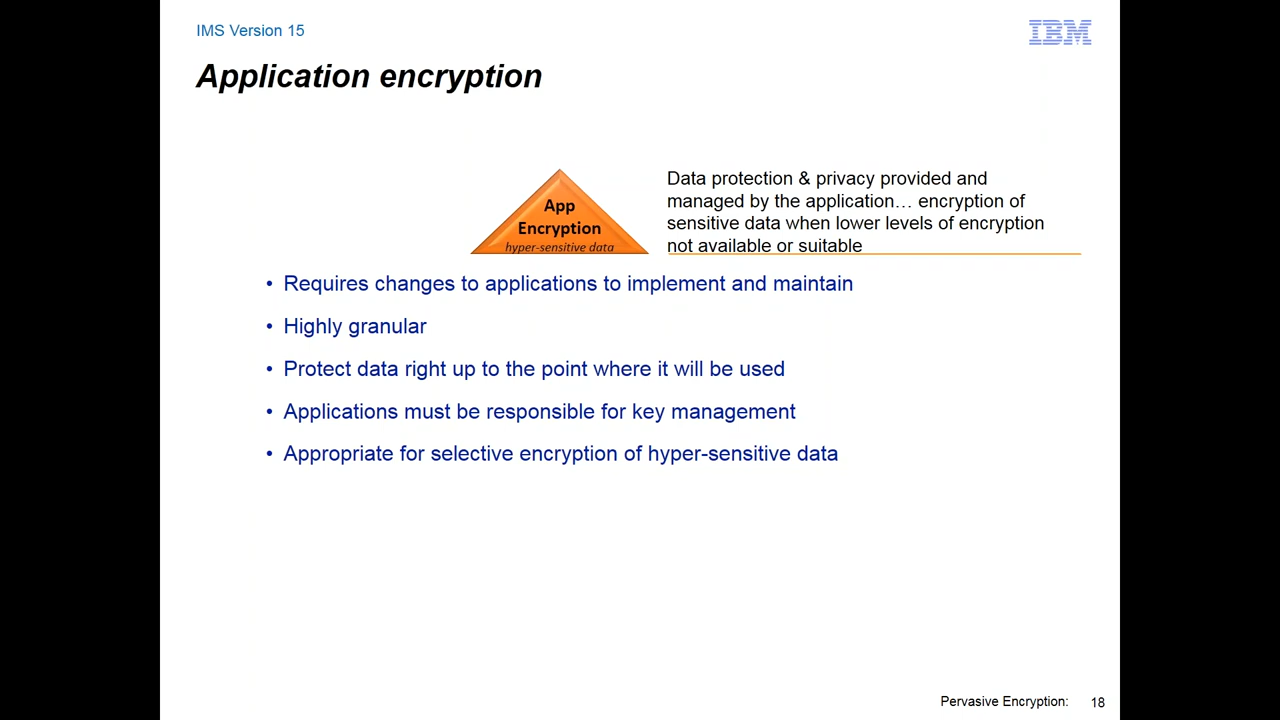 IMS Version 15
IBM
Application encryption
App
Encryption
hyper-sensitive data
Data protection & privacy provided and
managed by the application… encryption of
sensitive data when lower levels of encryption
not available or suitable
• Requires changes to applications to implement and maintain
• Highly granular
• Protect data right up to the point where it will be used
• Applications must be responsible for key management
• Appropriate for selective encryption of hyper-sensitive data
Pervasive Encryption: 18